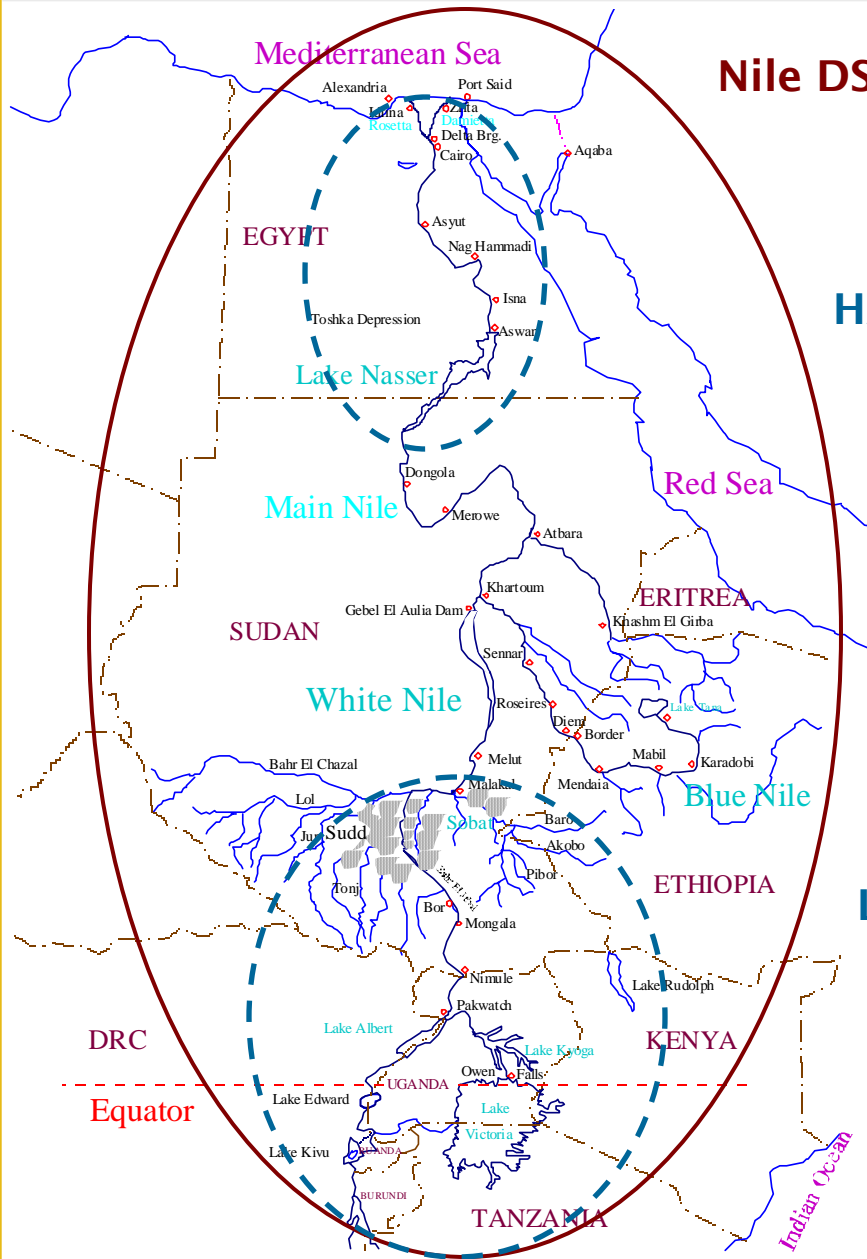 Mediterranean Sea
Nile DS
Alexandria
Port Said
Rosetta
Delta Brg.
Cairo
Aqaba
Asyut
EGYPT
Nag Hammadi
Isna
Toshka Depression
Aswan
Lake Nasser
H
Dongola
Red Sea
Main Nile
Merowe
Atbara
Khartoum
ERITREA
Gebel El Aulia Dam
Khashm El Girba
SUDAN
Sennar
White Nile
Roseires
Lake Tana
Diem
Border
Melut
Mabil
Karadobi
Bahr El Chazal
Malakal
Mendaia
Blue Nile
Lol
Sobat
Baro
Jur
Sudd
Akobo
Pibor
Tonj
ETHIOPIA
Bor
L
Mongala
Nimule
Lake Rudolph
Pakwatch
Lake Albert
DRC
KENYA
Lake Kyoga
Owen Falls
UGANDA
Lake Edward
Lake
Victoria
Equator
Lake Kivu
RUANDA
BURUNDI
TANZANIA
Indian Ocean